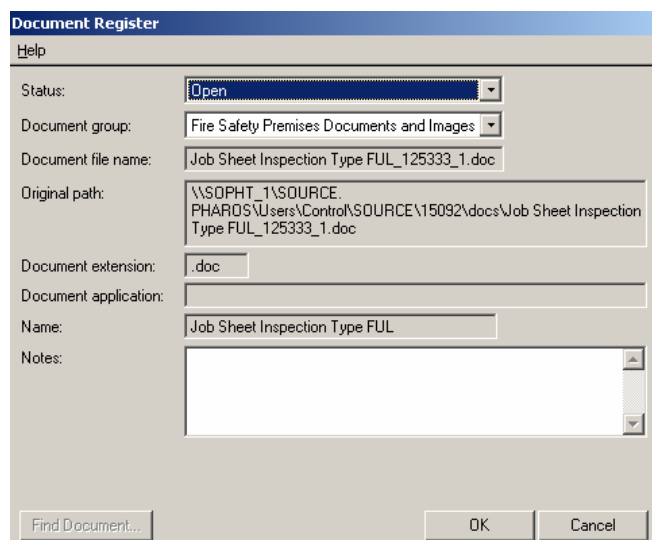 Document Register
Help
Status: Open
Document group: Fire Safety Premises Documents and Images
Document file name: Job Sheet Inspection Type FUL_125333_1.doc
Original path: \\SOPHT_1\SOURCE.
PHAROS\Users\Control\SOURCE\15092\docs\Job Sheet Inspection
Type FUL_125333_1.doc
Document extension: .doc
Document application:
Name: Job Sheet Inspection Type FUL
Notes:
Find Document... OK Cancel